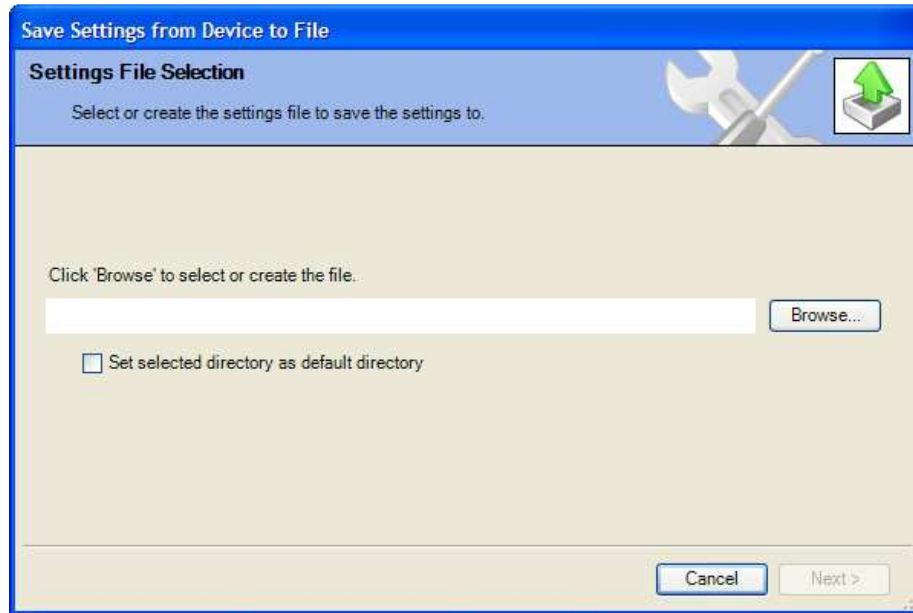 Save Settings from Device to File
Settings File Selection
Select or create the settings file to save the settings to.
Click 'Browse' to select or create the file.
Browse...
Set selected directory as default directory
Cancel
Next >